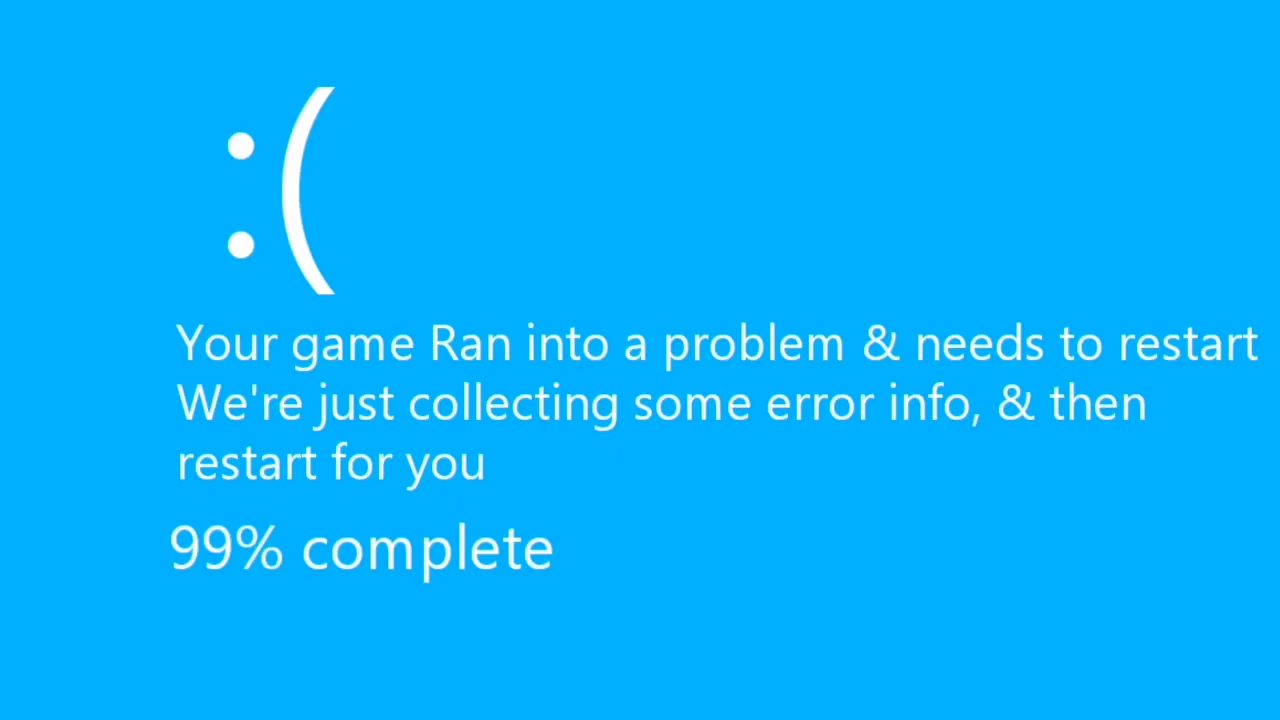 :(
Your game Ran into a problem & needs to restart
We're just collecting some error info, & then
restart for you
99% complete